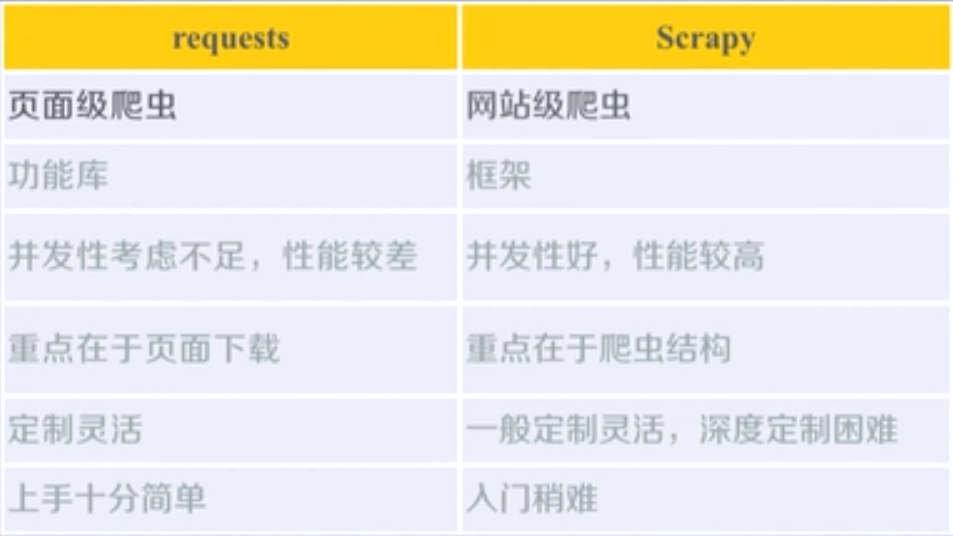 requests
Scrapy
页面级爬虫
网站级爬虫
功能库
框架
并发性考虑不足，性能较差
并发性好，性能较高
重点在于页面下载
重点在于爬虫结构
定制灵活
一般定制灵活，深度定制困难
上手十分简单
入门稍难